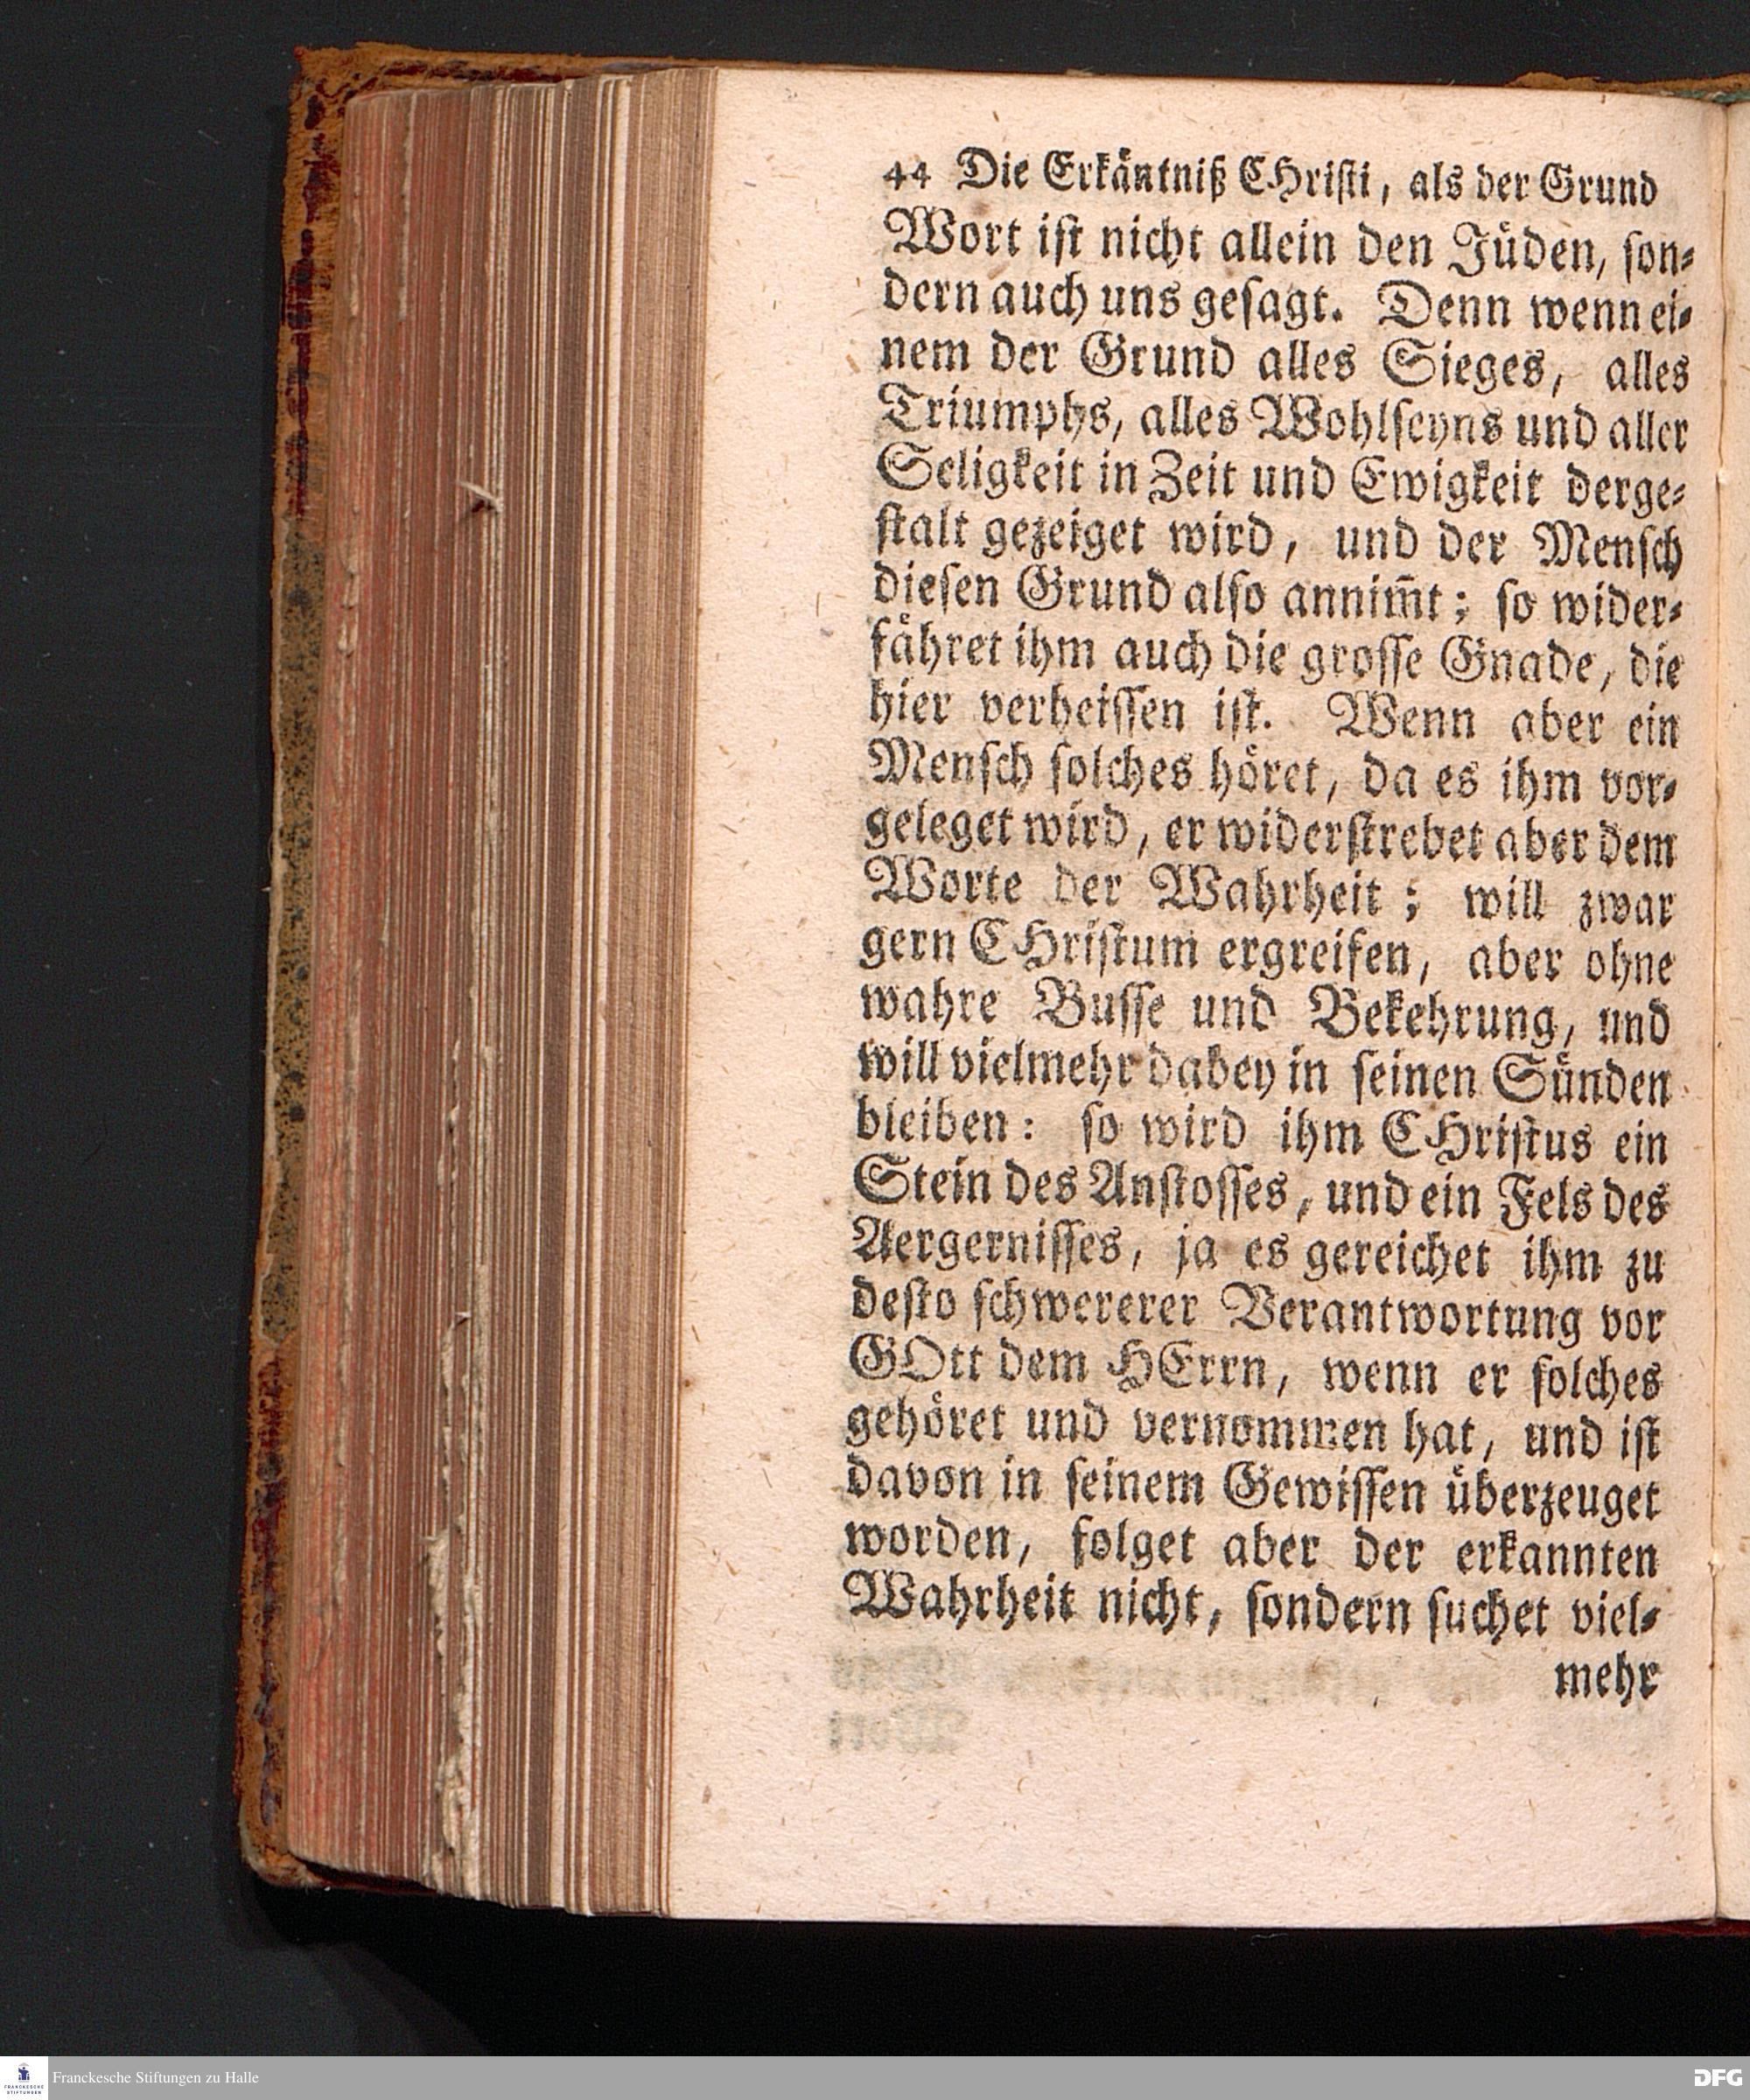 44 Die Erkäntniß CHriſti, als der Grund
Wort iſt nicht allein den Jüden, ſon⸗
dern auch uns geſagt. Denn wenn ei⸗
nem der Grund alles Sieges, alles
Triumphs, alles Wohlſeyns und aller
Seligkeit in Zeit und Ewigkeit derge⸗
ſtalt gezeiget wird, und der Menſch
dieſen Grund alſo annim̃t; ſo wider⸗
fähret ihm auch die groſſe Gnade, die
hier verheiſſen iſt. Wenn aber ein
Menſch ſolches höret, da es ihm vor⸗
geleget wird, er widerſtrebet aber dem
Worte der Wahrheit; will zwar
gern CHriſtum ergreifen, aber ohne
wahre Buſſe und Bekehrung, und
will vielmehr dabey in ſeinen Sünden
bleiben: ſo wird ihm CHriſtus ein
Stein des Anſtoſſes, und ein Fels des
Aergerniſſes, ja es gereichet ihm zu
deſto ſchwererer Verantwortung vor
GOtt dem HErrn, wenn er ſolches
gehöret und vernommen hat, und iſt
davon in ſeinem Gewiſſen überzeuget
worden, folget aber der erkannten
Wahrheit nicht, ſondern ſuchet viel⸗
mehr
FRANCKESCHE
STIFTUNGEN
Franckesche Stiftungen zu Halle
DFG